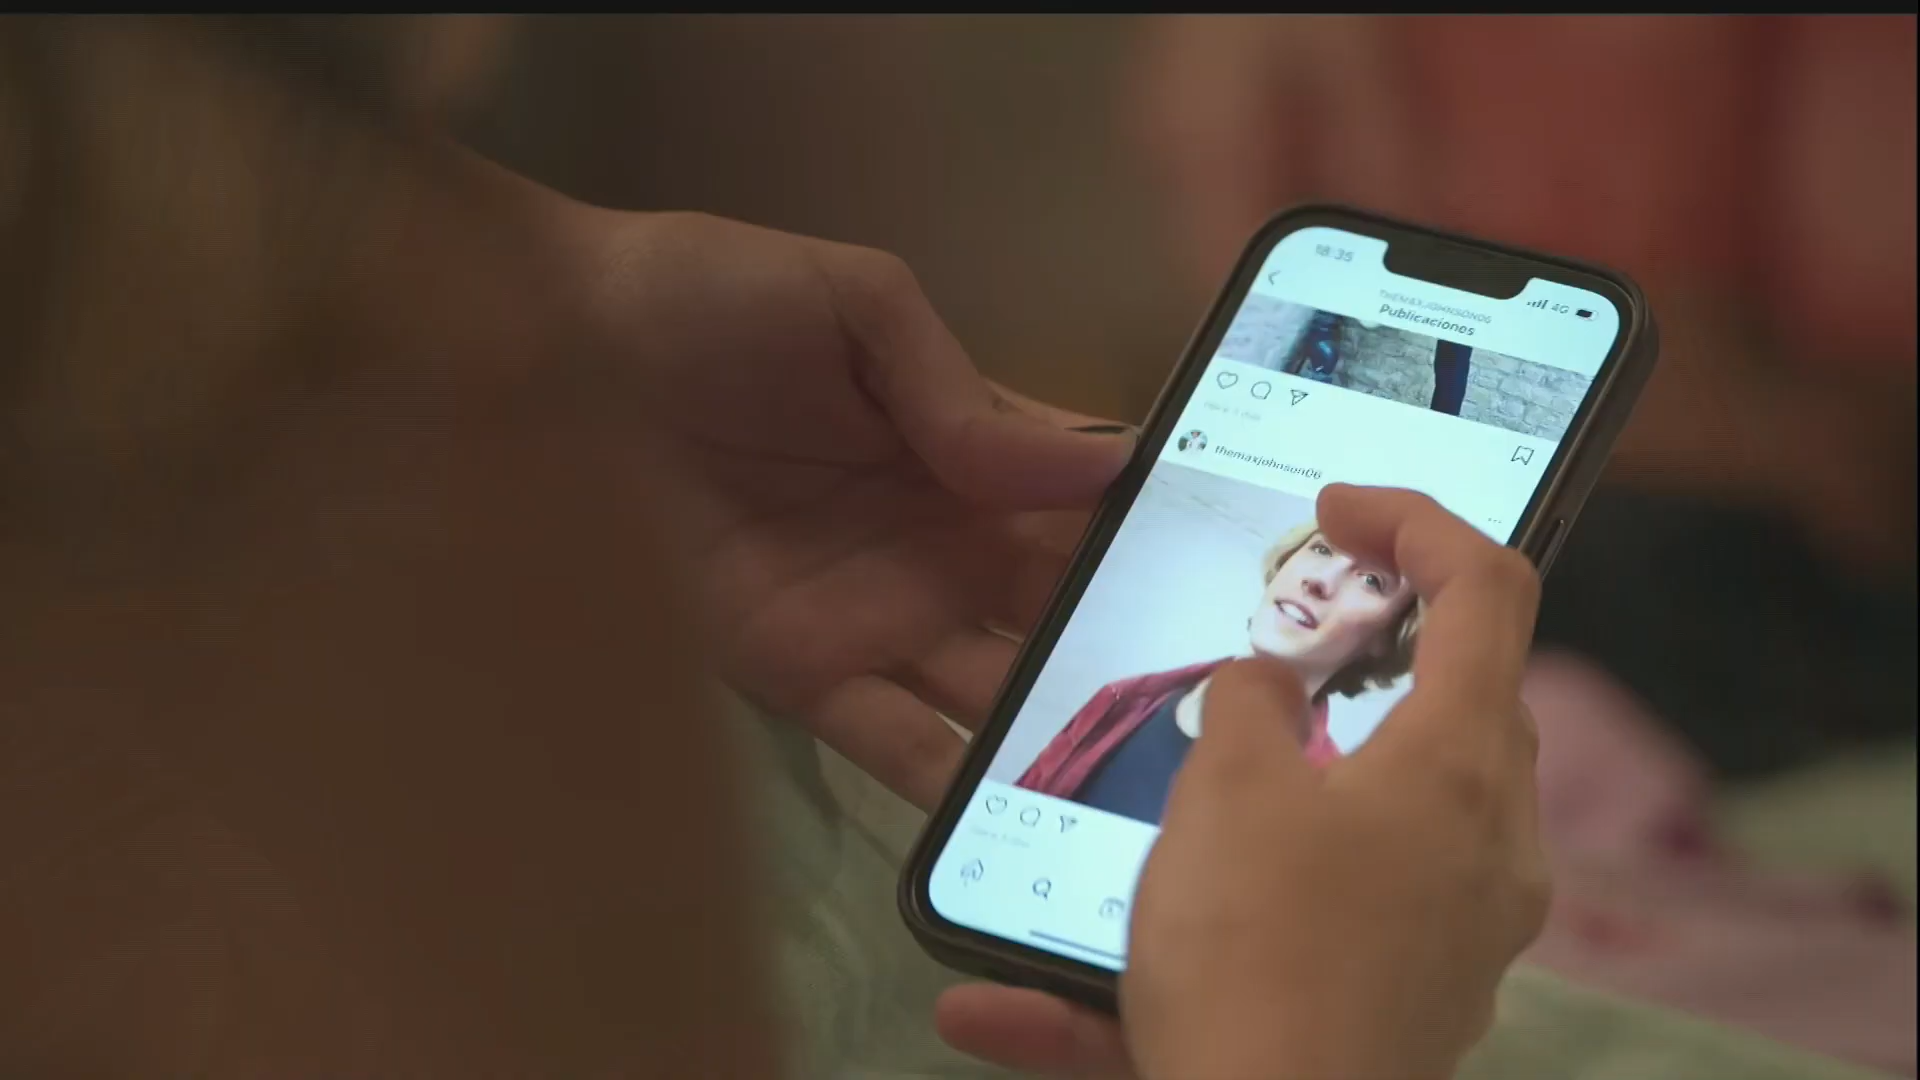 18:35
4G
THEMAXJOHNSON06
Publicaciones
themaxjohnson06